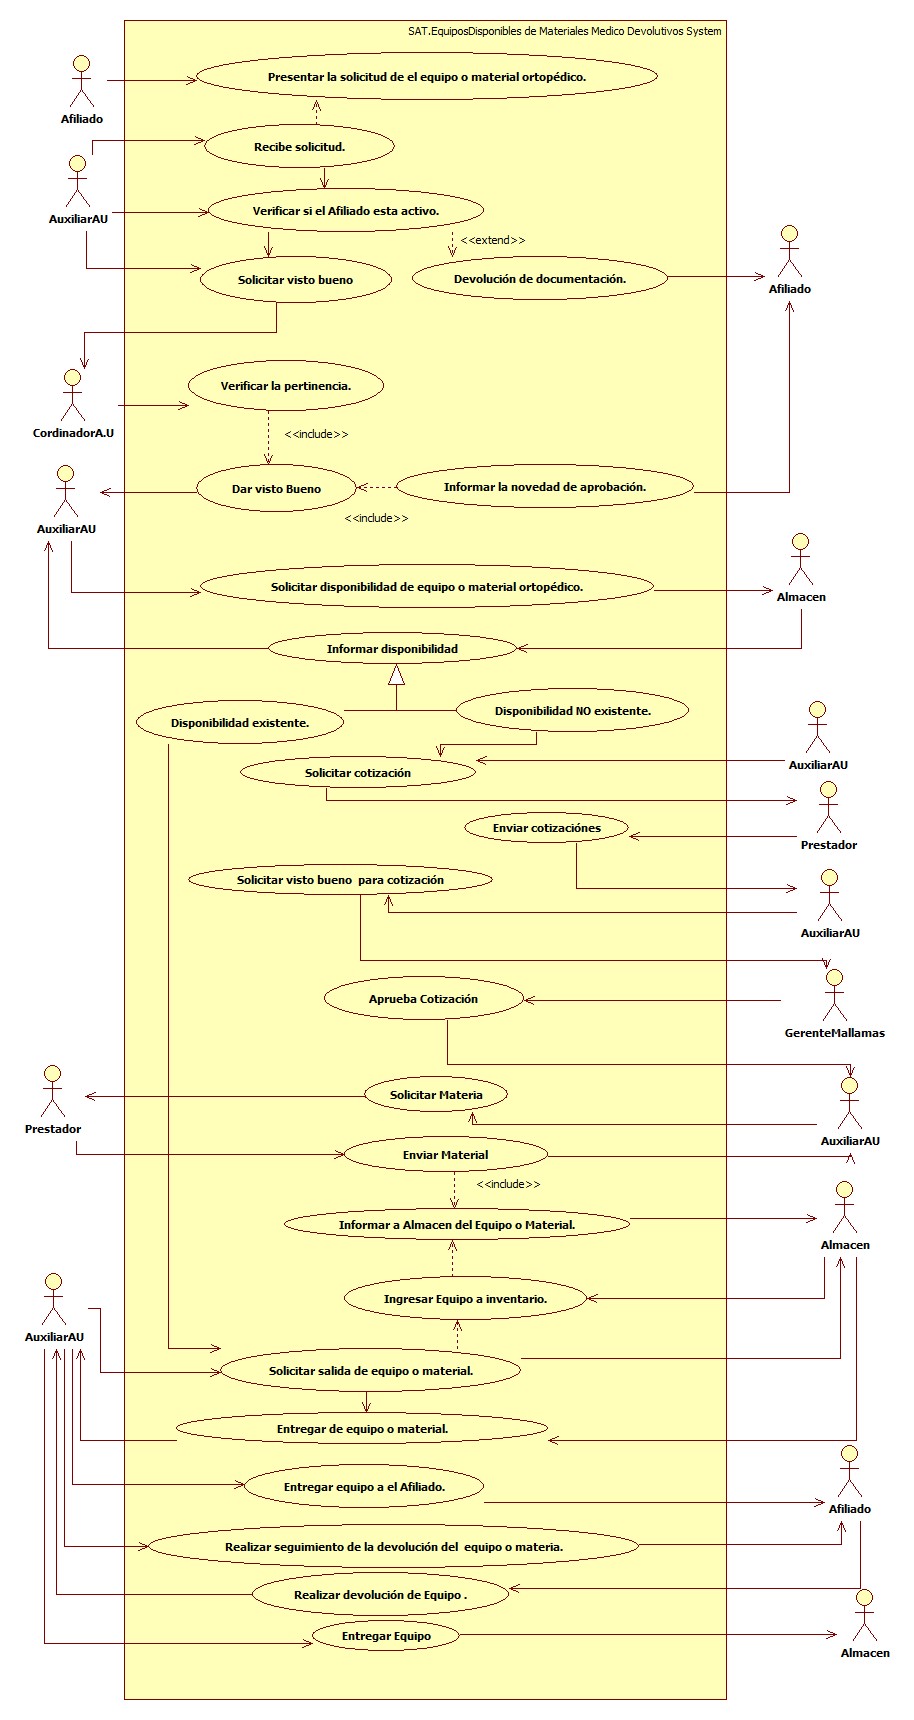 SAT.EquiposDisponibles de Materiales Medico Devolutivos System
Presentar la solicitud de el equipo o material ortopédico.
Afiliado
Recibe solicitud.
AuxiliarAU
Verificar si el Afiliado esta activo.
<<extend>>
Solicitar visto bueno
Devolución de documentación.
Afiliado
Verificar la pertinencia.
CordinadorA.U
<<include>>
Dar visto Bueno
Informar la novedad de aprobación.
<<include>>
AuxiliarAU
Solicitar disponibilidad de equipo o material ortopédico.
Almacen
Informar disponibilidad
Disponibilidad existente.
Disponibilidad NO existente.
AuxiliarAU
Solicitar cotización
Enviar cotizaciónes
Prestador
Solicitar visto bueno  para cotización
AuxiliarAU
Aprueba Cotización
GerenteMallamas
Solicitar Materia
Prestador
AuxiliarAU
Enviar Material
<<include>>
Informar a Almacen del Equipo o Material.
Almacen
Ingresar Equipo a inventario.
AuxiliarAU
Solicitar salida de equipo o material.
Entregar de equipo o material.
Entregar equipo a el Afiliado.
Afiliado
Realizar seguimiento de la devolución del  equipo o materia.
Realizar devolución de Equipo .
Entregar Equipo
Almacen